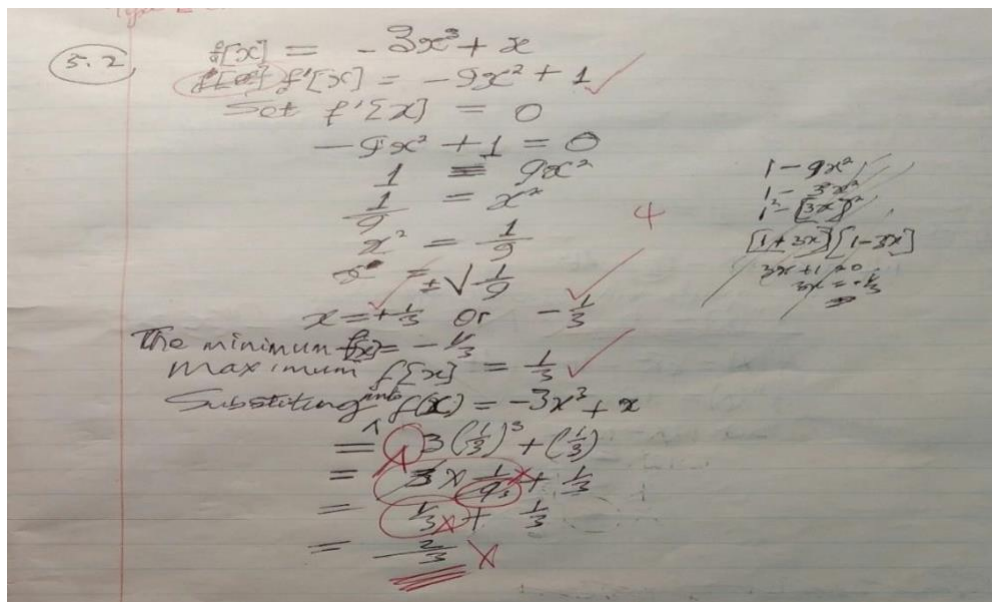 5.2
f[x] = -3x³ + x
f'[x] = -9x² + 1
Set f'[x] = 0
-9x² + 1 = 0
1 = 9x²
1/9 = x²
x² = 1/9
= ±√1/9
x = +1/3 or -1/3
4
The minimum f[x] = -1/3
maximum f[x] = 1/3
Substiting into f(x) = -3x³ + x
= 3(1/3)³ + (1/3)
= 3 × 1/9 + 1/3
= 1/3 + 1/3
= 2/3
1 - 9x²
1 - 3x²
1² - [3x]²
[1 + 3x][1 - 3x]
3x + 1 = 0